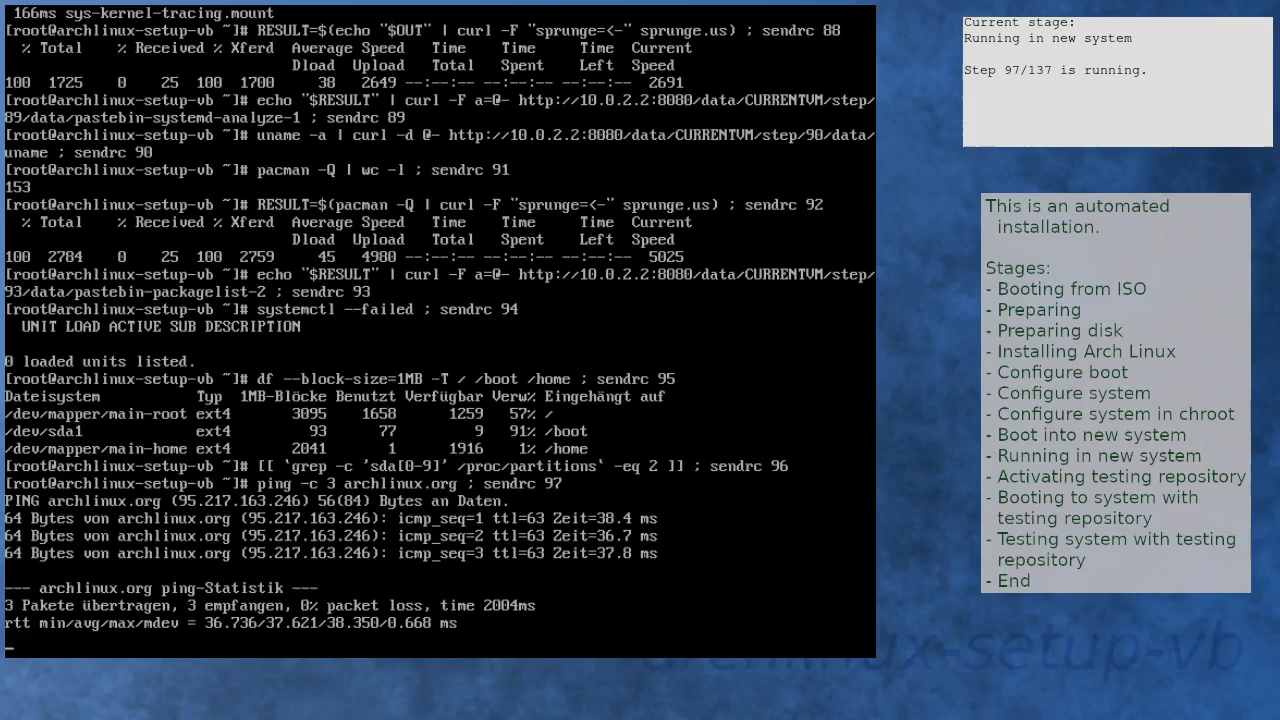 166ms sys-kernel-tracing.mount
[root@archlinux-setup-vb ~]# RESULT=$(echo "$OUT" | curl -F "sprunge=<-" sprunge.us) ; sendrc 88
% Total % Received % Xferd Average Speed Time Time Time Current
Dload Upload Total Spent Left Speed
100 1725 0 25 100 1700 38 2649 --:--:-- --:--:-- --:--:-- 2691
[root@archlinux-setup-vb ~]# echo "$RESULT" | curl -F a=@- http://10.0.2.2:8080/data/CURRENTVM/step/
89/data/pastebin-systemd-analyze-1 ; sendrc 89
[root@archlinux-setup-vb ~]# uname -a | curl -d @- http://10.0.2.2:8080/data/CURRENTVM/step/90/data/
uname ; sendrc 90
[root@archlinux-setup-vb ~]# pacman -Q | wc -l ; sendrc 91
153
[root@archlinux-setup-vb ~]# RESULT=$(pacman -Q | curl -F "sprunge=<-" sprunge.us) ; sendrc 92
% Total % Received % Xferd Average Speed Time Time Time Current
Dload Upload Total Spent Left Speed
100 2784 0 25 100 2759 45 4980 --:--:-- --:--:-- --:--:-- 5025
[root@archlinux-setup-vb ~]# echo "$RESULT" | curl -F a=@- http://10.0.2.2:8080/data/CURRENTVM/step/
93/data/pastebin-packagelist-2 ; sendrc 93
[root@archlinux-setup-vb ~]# systemctl --failed ; sendrc 94
UNIT LOAD ACTIVE SUB DESCRIPTION
0 loaded units listed.
[root@archlinux-setup-vb ~]# df --block-size=1MB -T / /boot /home ; sendrc 95
Dateisystem Typ 1MB-Blöcke Benutzt Verfügbar Verw% Eingehängt auf
/dev/mapper/main-root ext4 3095 1658 1259 57% /
/dev/sda1 ext4 93 77 9 91% /boot
/dev/mapper/main-home ext4 2041 1 1916 1% /home
[root@archlinux-setup-vb ~]# [[ `grep -c 'sda[0-9]' /proc/partitions` -eq 2 ]] ; sendrc 96
[root@archlinux-setup-vb ~]# ping -c 3 archlinux.org ; sendrc 97
PING archlinux.org (95.217.163.246) 56(84) Bytes an Daten.
64 Bytes von archlinux.org (95.217.163.246): icmp_seq=1 ttl=63 Zeit=38.4 ms
64 Bytes von archlinux.org (95.217.163.246): icmp_seq=2 ttl=63 Zeit=36.7 ms
64 Bytes von archlinux.org (95.217.163.246): icmp_seq=3 ttl=63 Zeit=37.8 ms
--- archlinux.org ping-Statistik ---
3 Pakete übertragen, 3 empfangen, 0% packet loss, time 2004ms
rtt min/avg/max/mdev = 36.736/37.621/38.350/0.668 ms
Current stage:
Running in new system
Step 97/137 is running.
This is an automated
installation.
Stages:
- Booting from ISO
- Preparing
- Preparing disk
- Installing Arch Linux
- Configure boot
- Configure system
- Configure system in chroot
- Boot into new system
- Running in new system
- Activating testing repository
- Booting to system with
testing repository
- Testing system with testing
repository
- End
archlinux-setup-vb